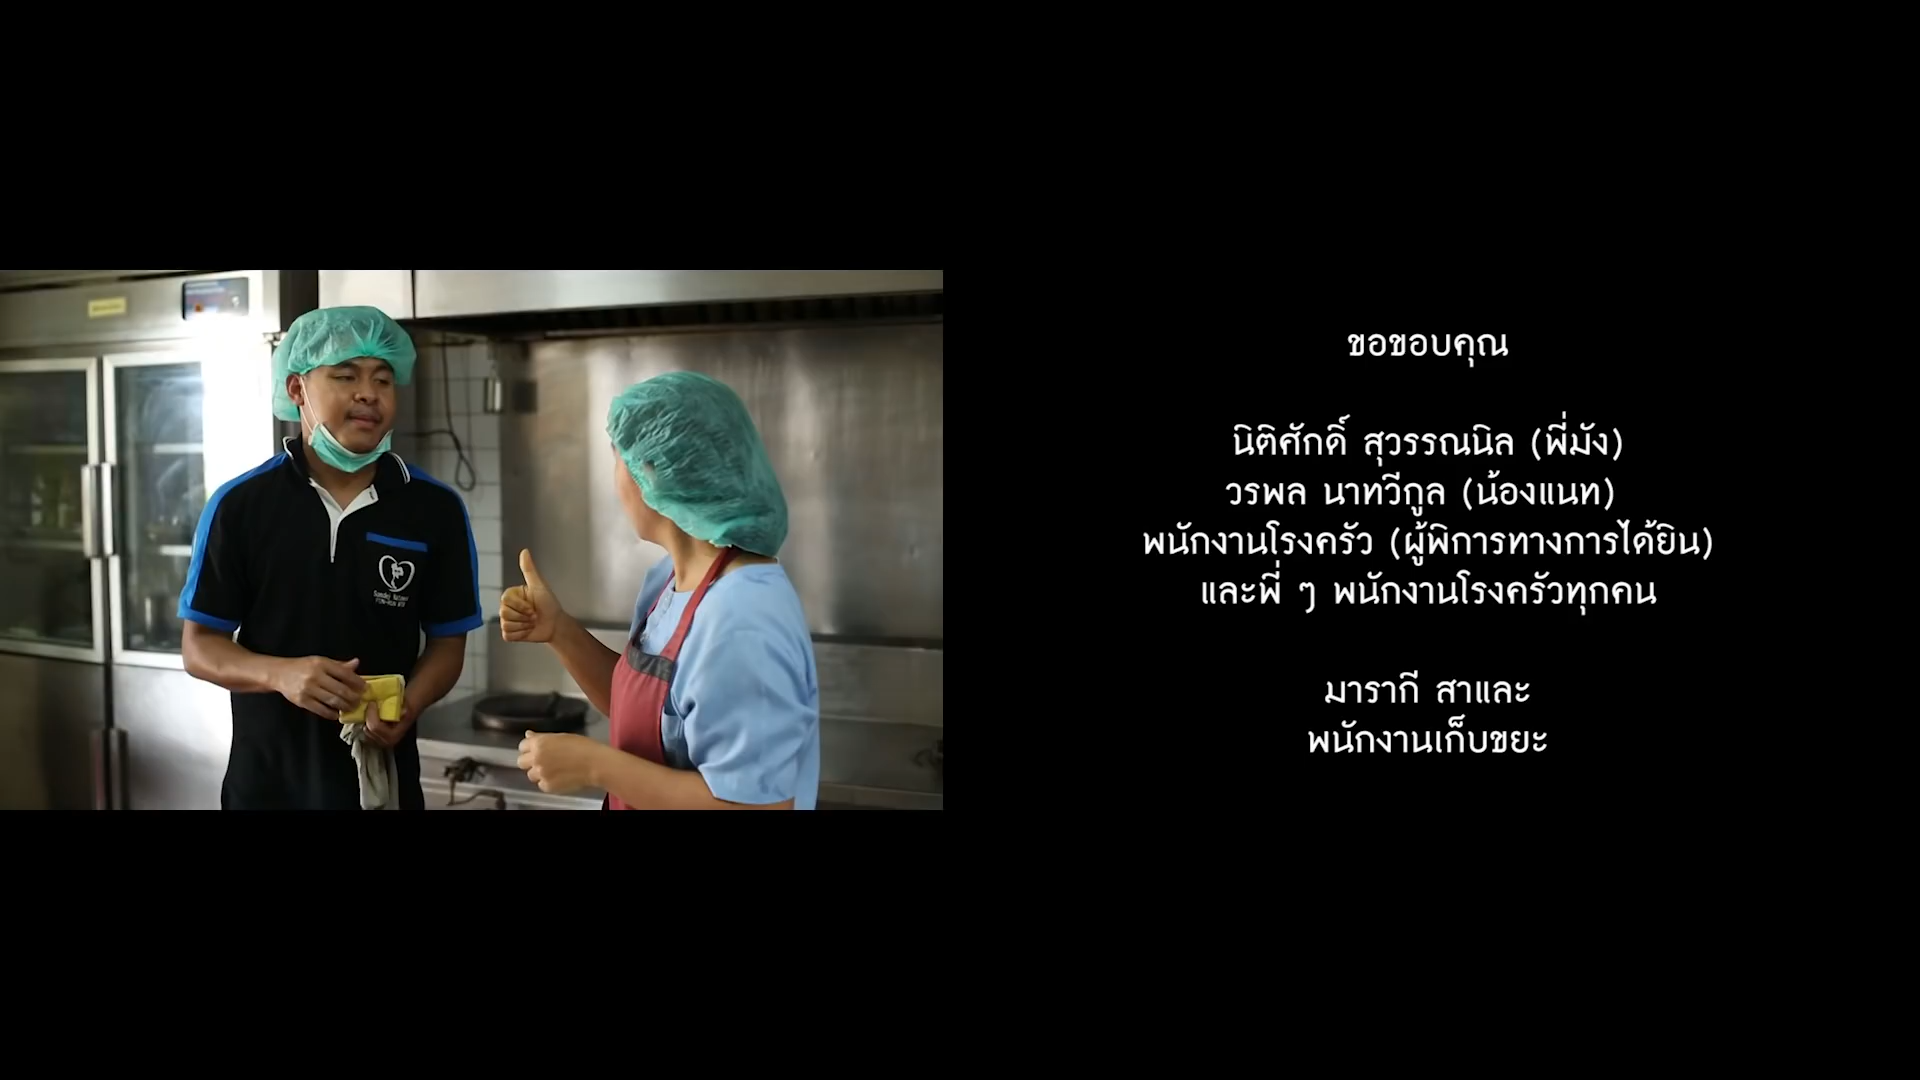 ขอขอบคุณ
นิติศักดิ์ สุวรรณนิล (พี่มัง)
วรพล นาทวีกูล (น้องแนท)
พนักงานโรงครัว (ผู้พิการทางการได้ยิน)
และพี่ ๆ พนักงานโรงครัวทุกคน
มารากี สาและ
พนักงานเก็บขยะ